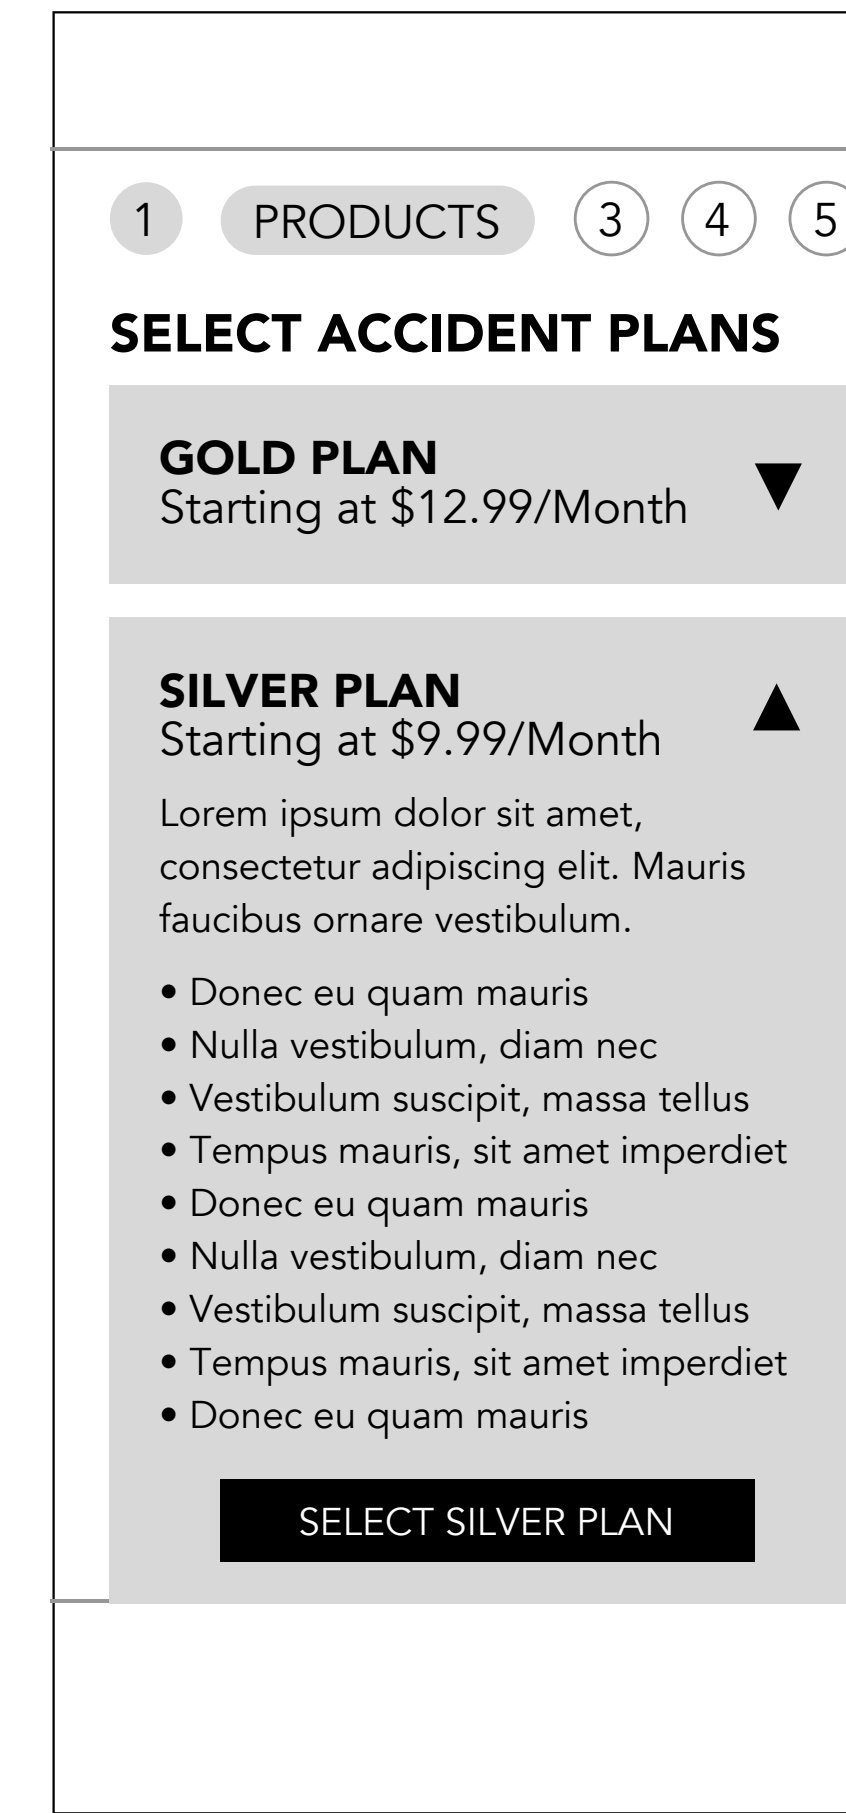 1 PRODUCTS 3 4 5
SELECT ACCIDENT PLANS
GOLD PLAN
Starting at $12.99/Month
SILVER PLAN
Starting at $9.99/Month
Lorem ipsum dolor sit amet,
consectetur adipiscing elit. Mauris
faucibus ornare vestibulum.
• Donec eu quam mauris
• Nulla vestibulum, diam nec
• Vestibulum suscipit, massa tellus
• Tempus mauris, sit amet imperdiet
• Donec eu quam mauris
• Nulla vestibulum, diam nec
• Vestibulum suscipit, massa tellus
• Tempus mauris, sit amet imperdiet
• Donec eu quam mauris
SELECT SILVER PLAN